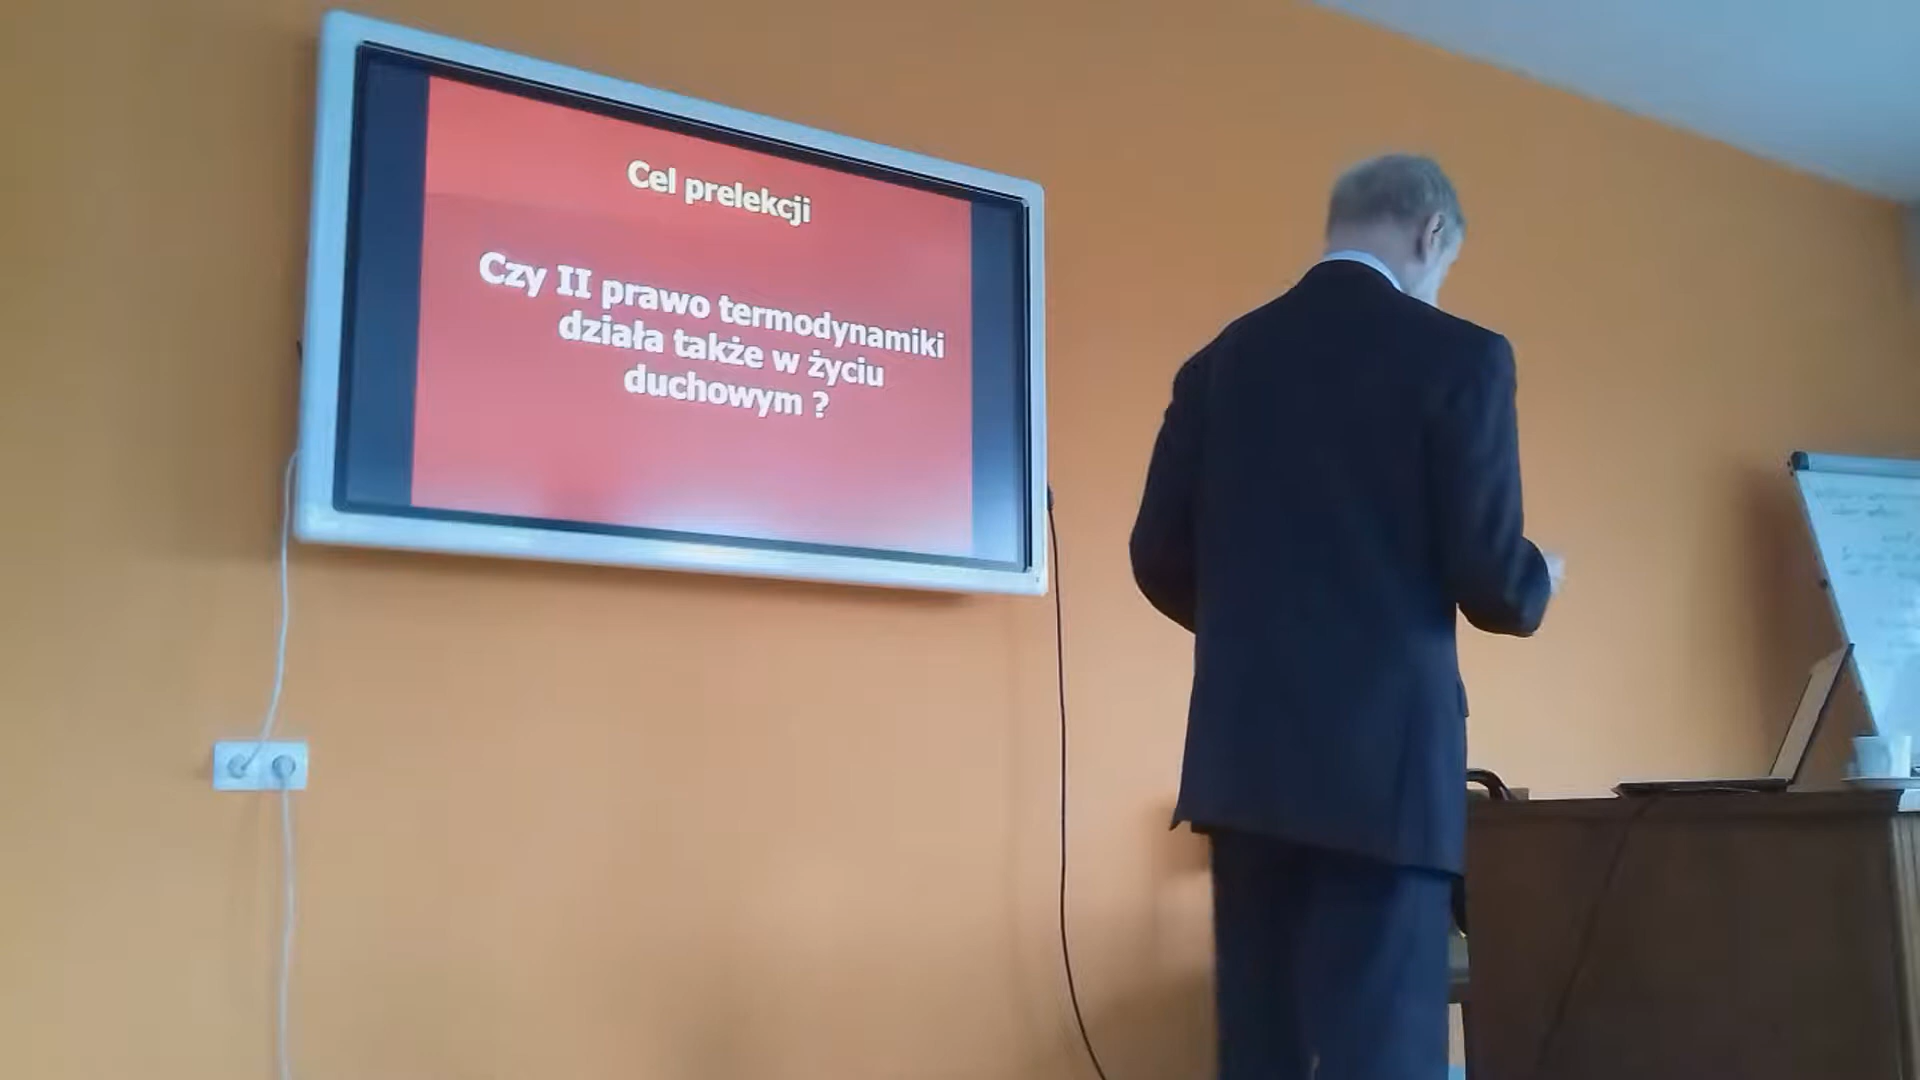 Cel prelekcji
Czy II prawo termodynamiki
działa także w życiu
duchowym ?